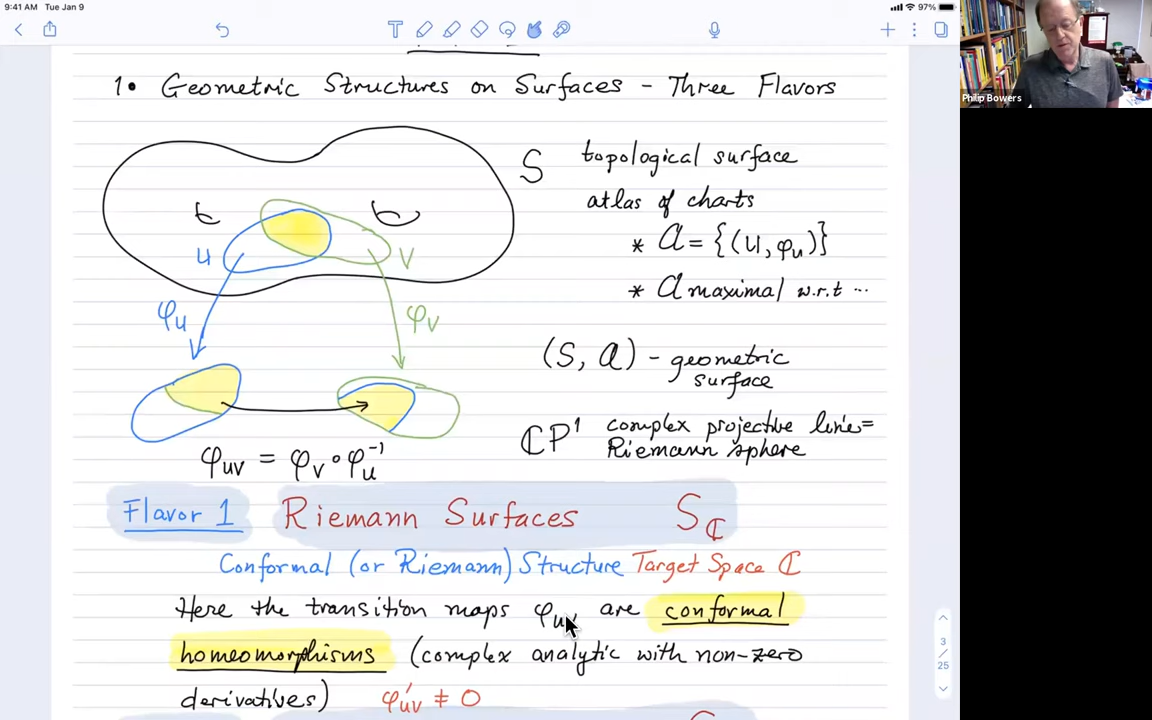 9:41 AM Tue Jan 9
97%
Philip Bowers
1. Geometric Structures on Surfaces - Three Flavors
S topological surface
atlas of charts
* 𝒜 = {(U, φ_U)}
* 𝒜 maximal w.r.t ...
U
V
φ_U
φ_V
(S, 𝒜) - geometric
surface
ℂP¹ complex projective line =
Riemann sphere
φ_UV = φ_V ∘ φ_U⁻¹
Flavor 1 Riemann Surfaces S_ℂ
Conformal (or Riemann) Structure Target Space ℂ
Here the transition maps φ_UV are conformal
homeomorphisms (complex analytic with non-zero
derivatives) φ′_UV ≠ 0
3
/
25